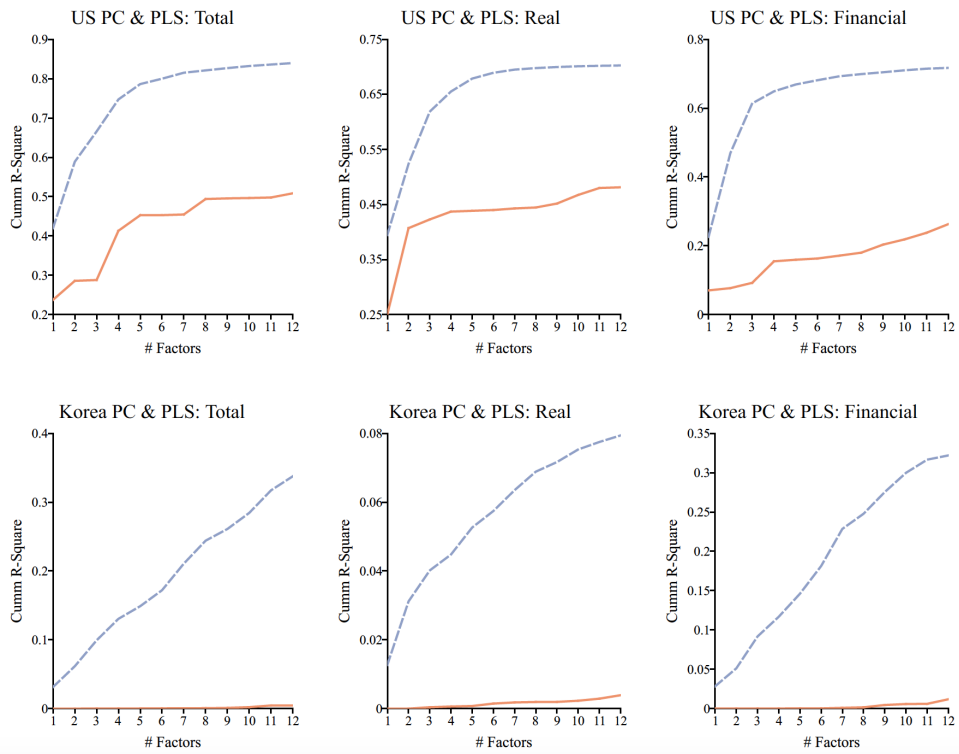 US PC & PLS: Total
0.9
0.8
0.7
0.6
0.5
0.4
0.3
0.2
Cumm R-Square
1 2 3 4 5 6 7 8 9 10 11 12
# Factors
US PC & PLS: Real
0.75
0.65
0.55
0.45
0.35
0.25
Cumm R-Square
1 2 3 4 5 6 7 8 9 10 11 12
# Factors
US PC & PLS: Financial
0.8
0.6
0.4
0.2
0
Cumm R-Square
1 2 3 4 5 6 7 8 9 10 11 12
# Factors
Korea PC & PLS: Total
0.4
0.3
0.2
0.1
0
Cumm R-Square
1 2 3 4 5 6 7 8 9 10 11 12
# Factors
Korea PC & PLS: Real
0.08
0.06
0.04
0.02
0
Cumm R-Square
1 2 3 4 5 6 7 8 9 10 11 12
# Factors
Korea PC & PLS: Financial
0.35
0.3
0.25
0.2
0.15
0.1
0.05
0
Cumm R-Square
1 2 3 4 5 6 7 8 9 10 11 12
# Factors